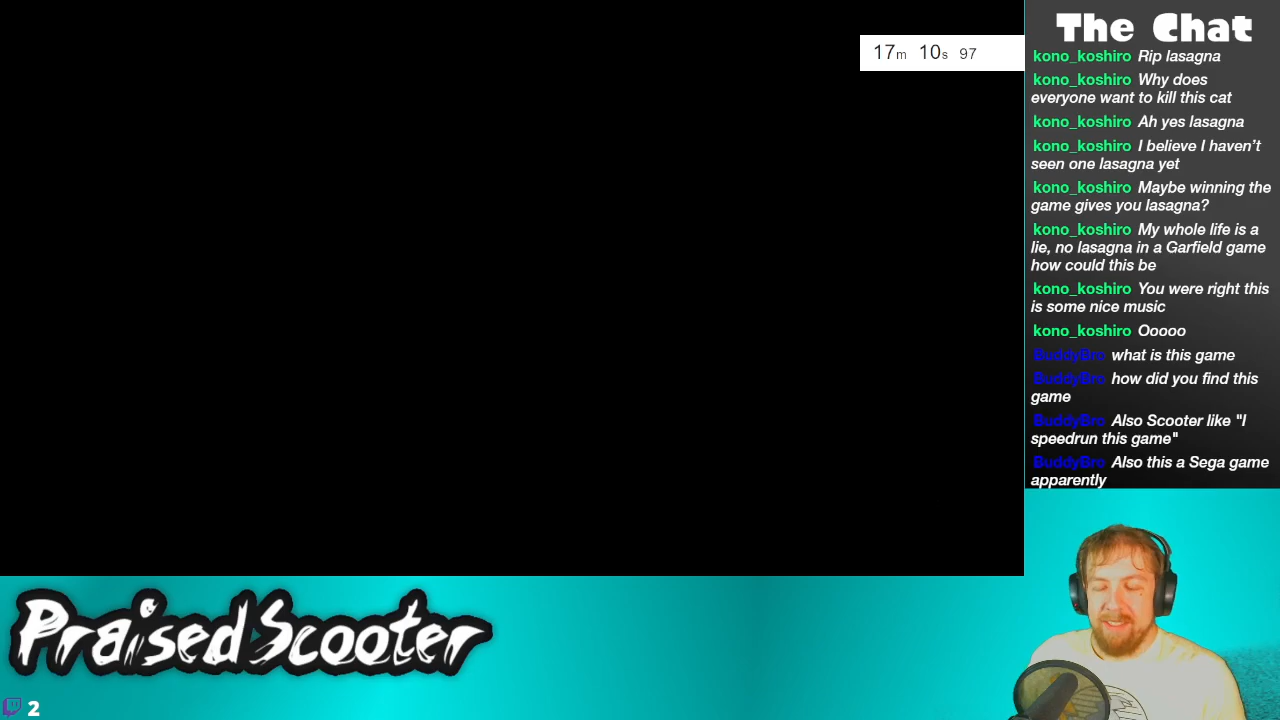 17m 10s 97
The Chat
kono_koshiro Rip lasagna
kono_koshiro Why does
everyone want to kill this cat
kono_koshiro Ah yes lasagna
kono_koshiro I believe I haven't
seen one lasagna yet
kono_koshiro Maybe winning the
game gives you lasagna?
kono_koshiro My whole life is a
lie, no lasagna in a Garfield game
how could this be
kono_koshiro You were right this
is some nice music
kono_koshiro Ooooo
BuddyBro what is this game
BuddyBro how did you find this
game
BuddyBro Also Scooter like "I
speedrun this game"
BuddyBro Also this a Sega game
apparently
PraisedScooter
2